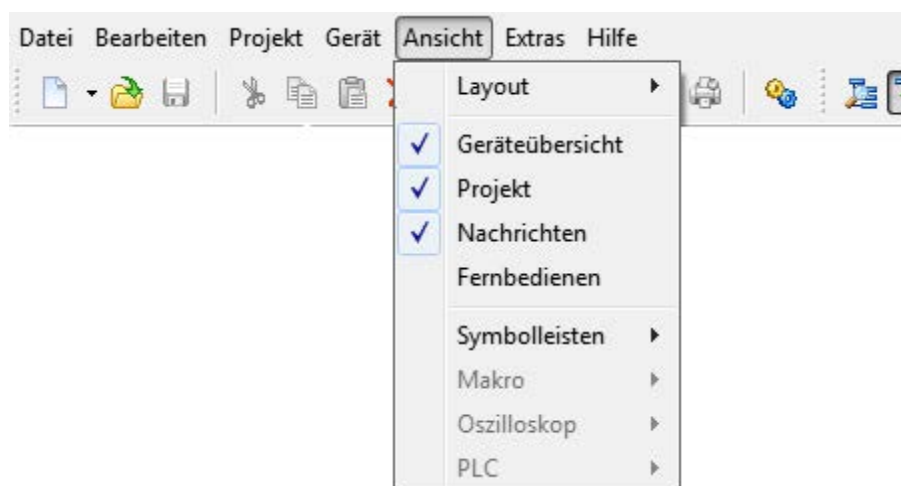 Datei Bearbeiten Projekt Gerät Ansicht Extras Hilfe
Layout
Geräteübersicht
Projekt
Nachrichten
Fernbedienen
Symbolleisten
Makro
Oszilloskop
PLC